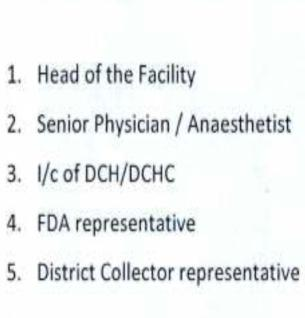 1. Head of the Facility
2. Senior Physician / Anaesthetist
3. I/c of DCH/DCHC
4. FDA representative
5. District Collector representative